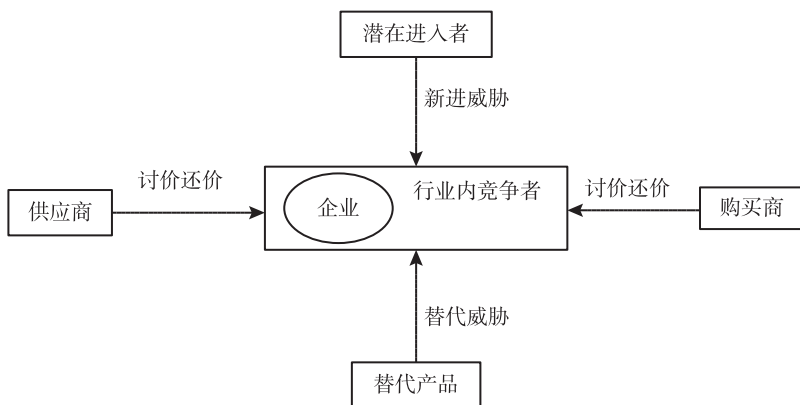 潜在进入者
新进威胁
讨价还价
供应商
企业
行业内竞争者
讨价还价
购买商
替代威胁
替代产品